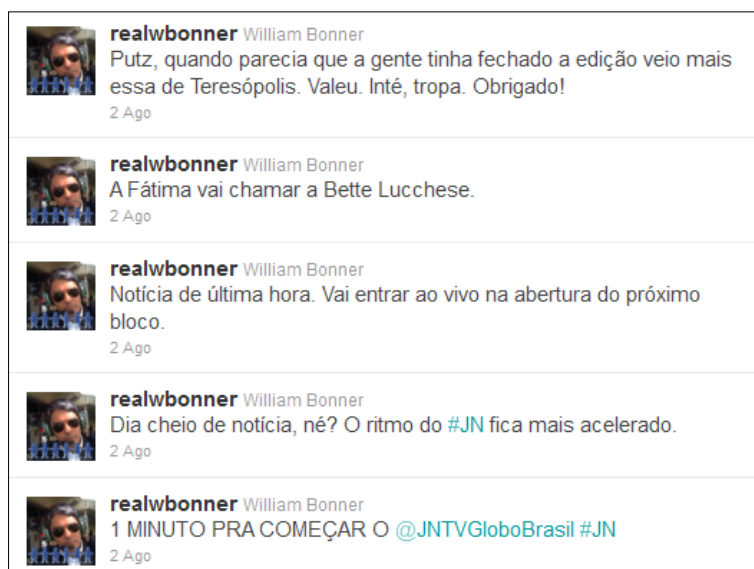 realwbonner William Bonner
Putz, quando parecia que a gente tinha fechado a edição veio mais
essa de Teresópolis. Valeu. Inté, tropa. Obrigado!
2 Ago
realwbonner William Bonner
A Fátima vai chamar a Bette Lucchese.
2 Ago
realwbonner William Bonner
Notícia de última hora. Vai entrar ao vivo na abertura do próximo
bloco.
2 Ago
realwbonner William Bonner
Dia cheio de notícia, né? O ritmo do #JN fica mais acelerado.
2 Ago
realwbonner William Bonner
1 MINUTO PRA COMEÇAR O @JNTVGloboBrasil #JN
2 Ago